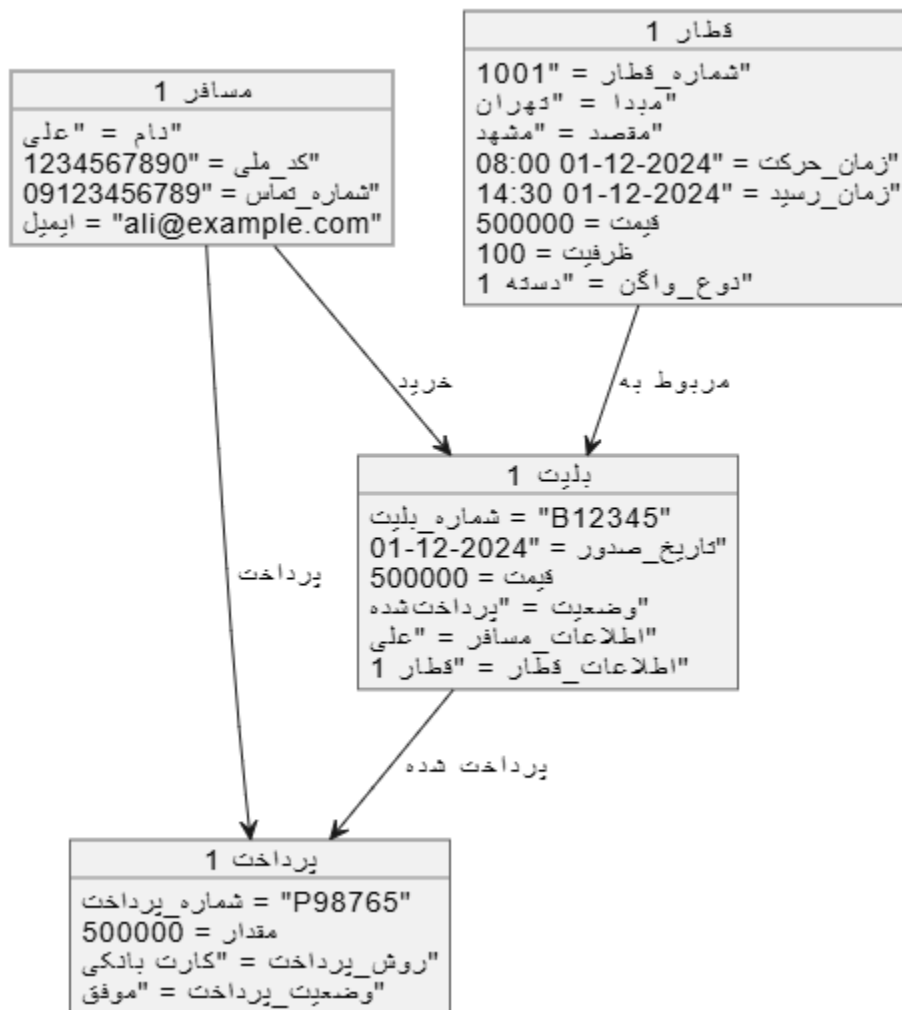 قطار 1
شماره_قطار = "1001"
مبدا = "تهران"
مقصد = "مشهد"
زمان_حرکت = "2024-12-01 08:00"
زمان_رسید = "2024-12-01 14:30"
قیمت = 500000
ظرفیت = 100
نوع_واگن = "دسته 1"
مسافر 1
نام = "علی"
کد_ملی = "1234567890"
شماره_تماس = "09123456789"
ایمیل = "ali@example.com"
مربوط به
خرید
بلیت 1
شماره_بلیت = "B12345"
تاریخ_صدور = "2024-12-01"
قیمت = 500000
وضعیت = "پرداخت‌شده"
اطلاعات_مسافر = "علی"
اطلاعات_قطار = "قطار 1"
پرداخت
پرداخت شده
پرداخت 1
شماره_پرداخت = "P98765"
مقدار = 500000
روش_پرداخت = "کارت بانکی"
وضعیت_پرداخت = "موفق"